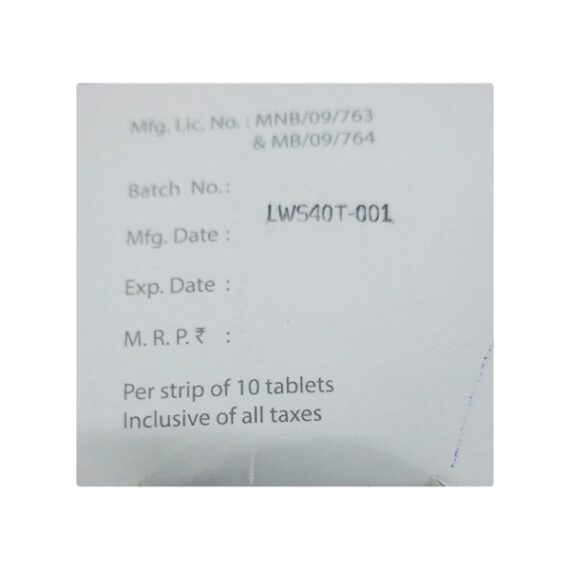 Mfg. Lic. No. : MNB/09/763
& MB/09/764
Batch No. :
LWS40T-001
Mfg. Date :
Exp. Date :
M. R. P. ₹ :
Per strip of 10 tablets
Inclusive of all taxes